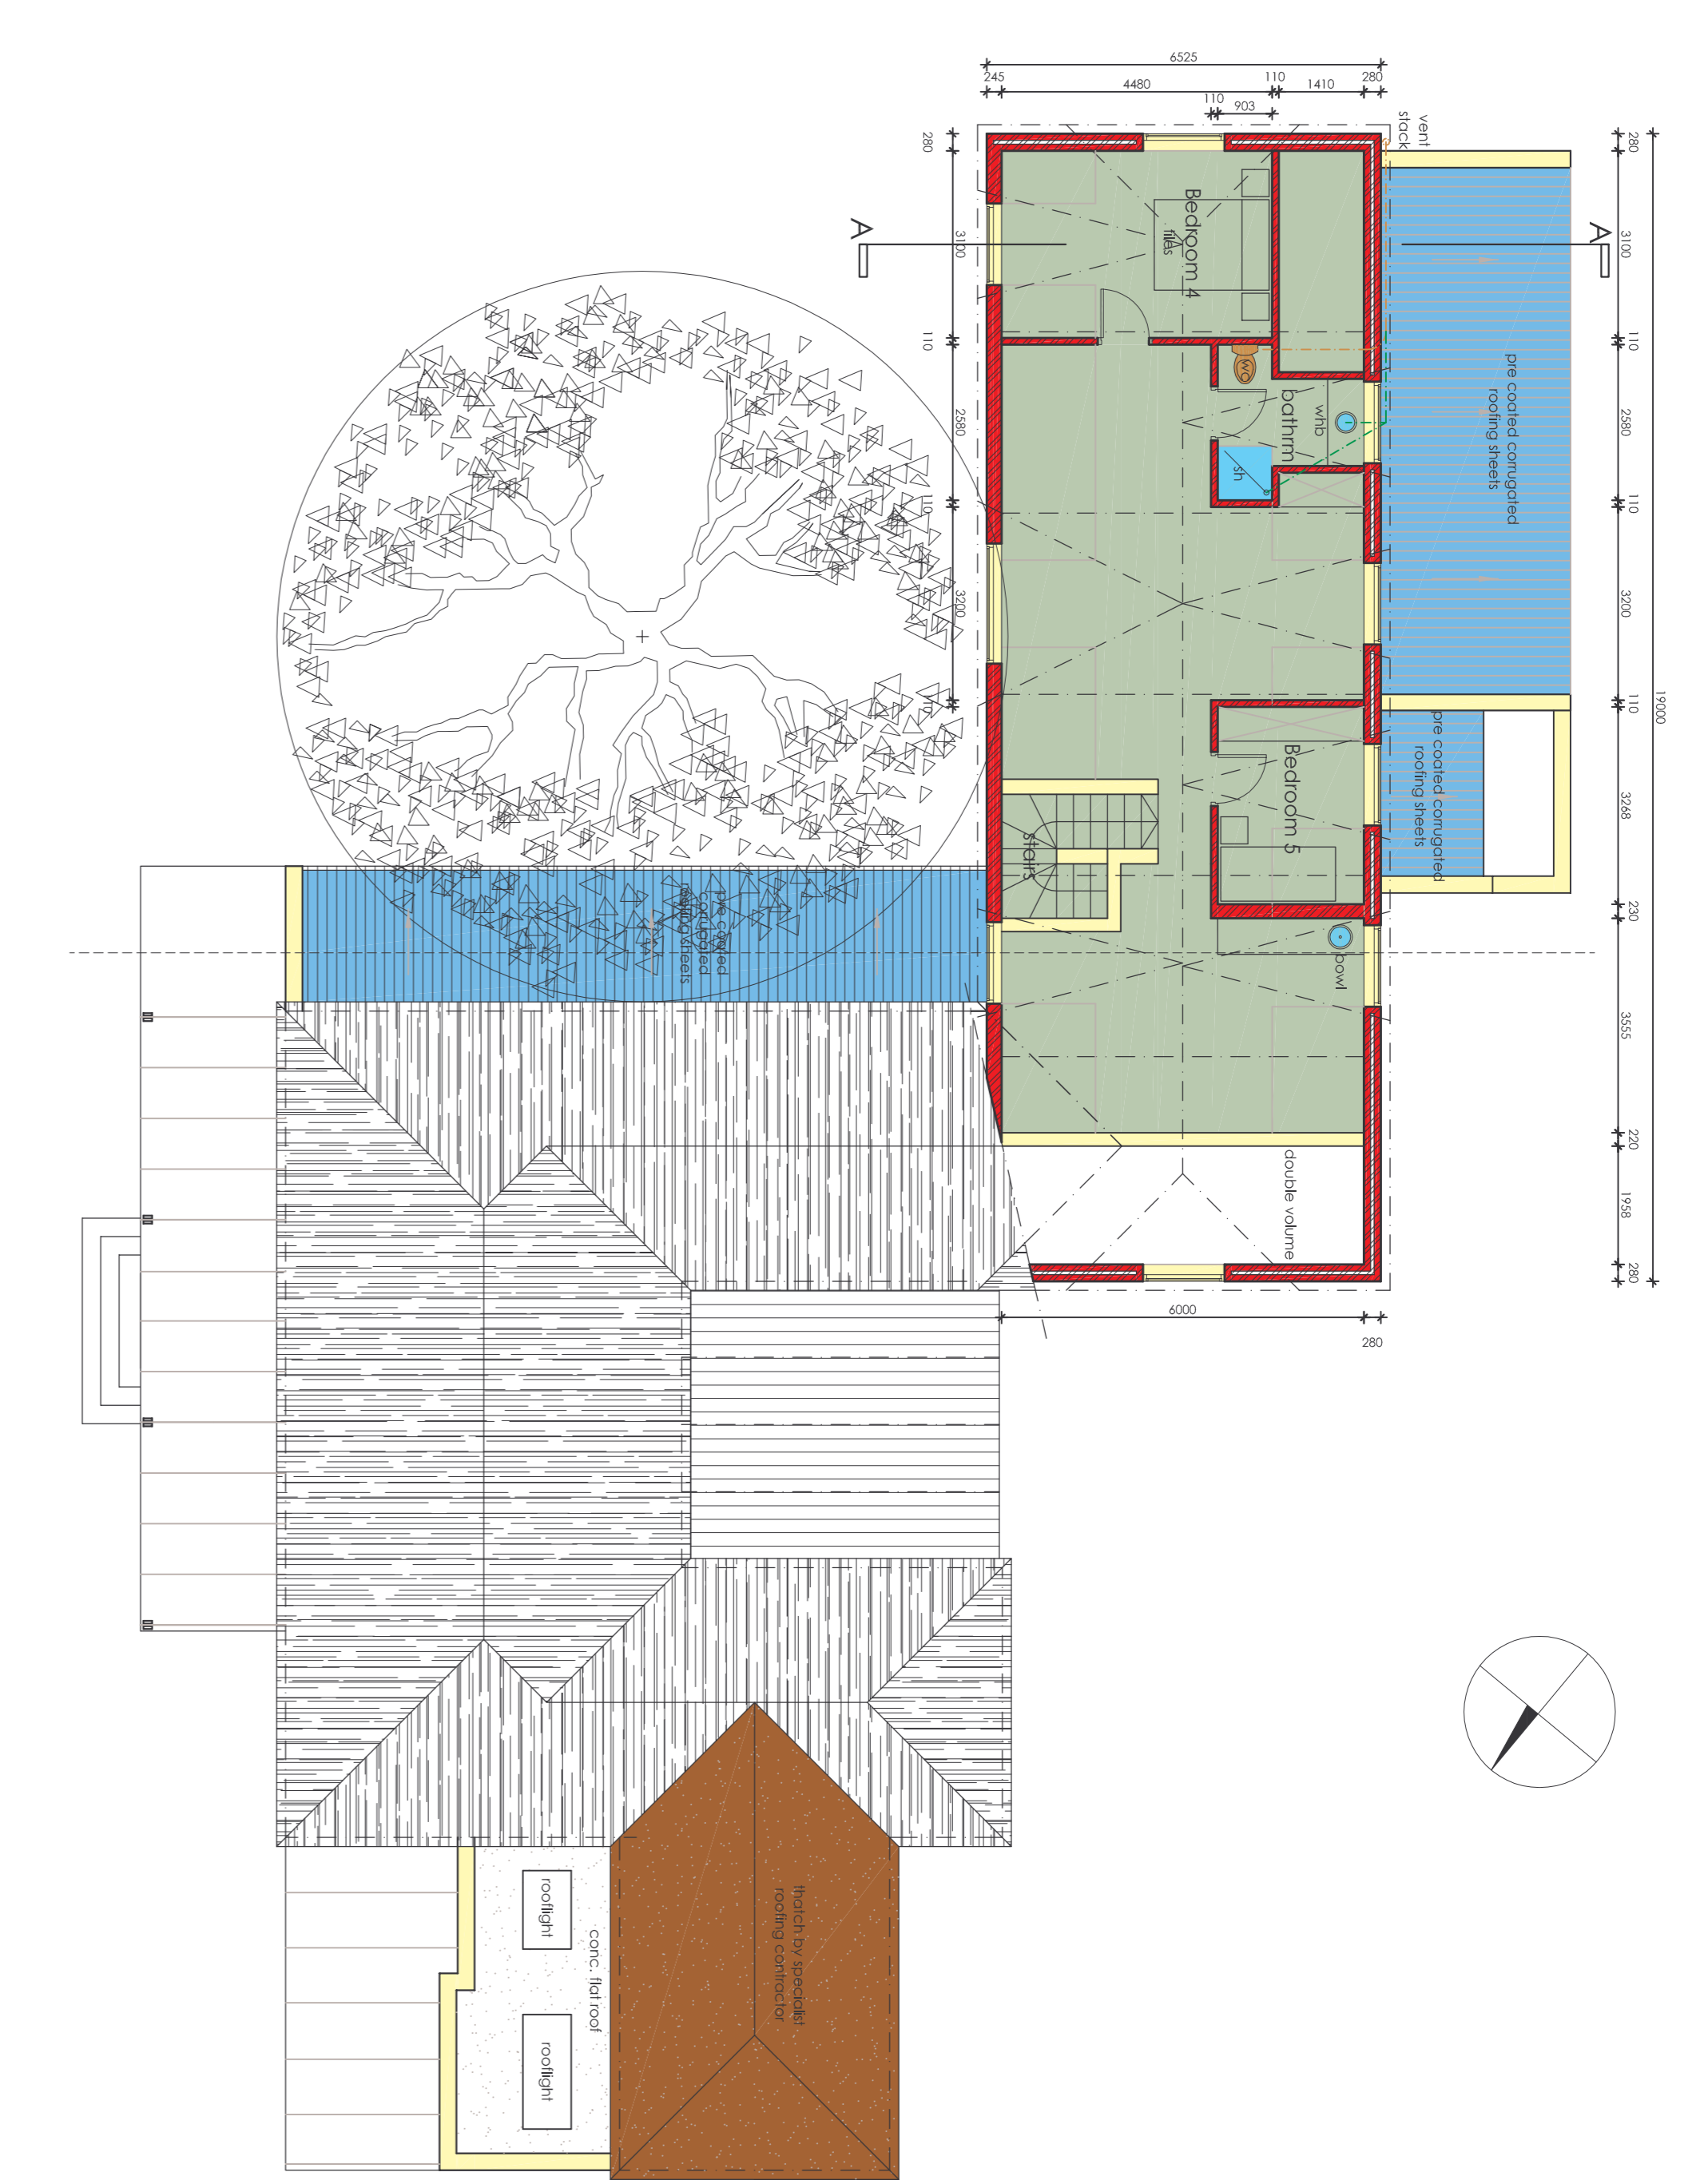 6525
245
4480
110
1410
280
110
903
vent
stack
280
3100
110
2580
110
3200
110
3268
230
3555
220
1958
280
19000
280
3100
110
2580
110
3200
110
A
A
Bedroom 4
tiles
wc
bathrm
whb
sh
Bedroom 5
stairs
bowl
double volume
6000
280
pre coated corrugated
roofing sheets
pre coated corrugated
roofing sheets
pre coated
corrugated
roofing sheets
thatch by specialist
roofing contractor
conc. flat roof
rooflight
rooflight